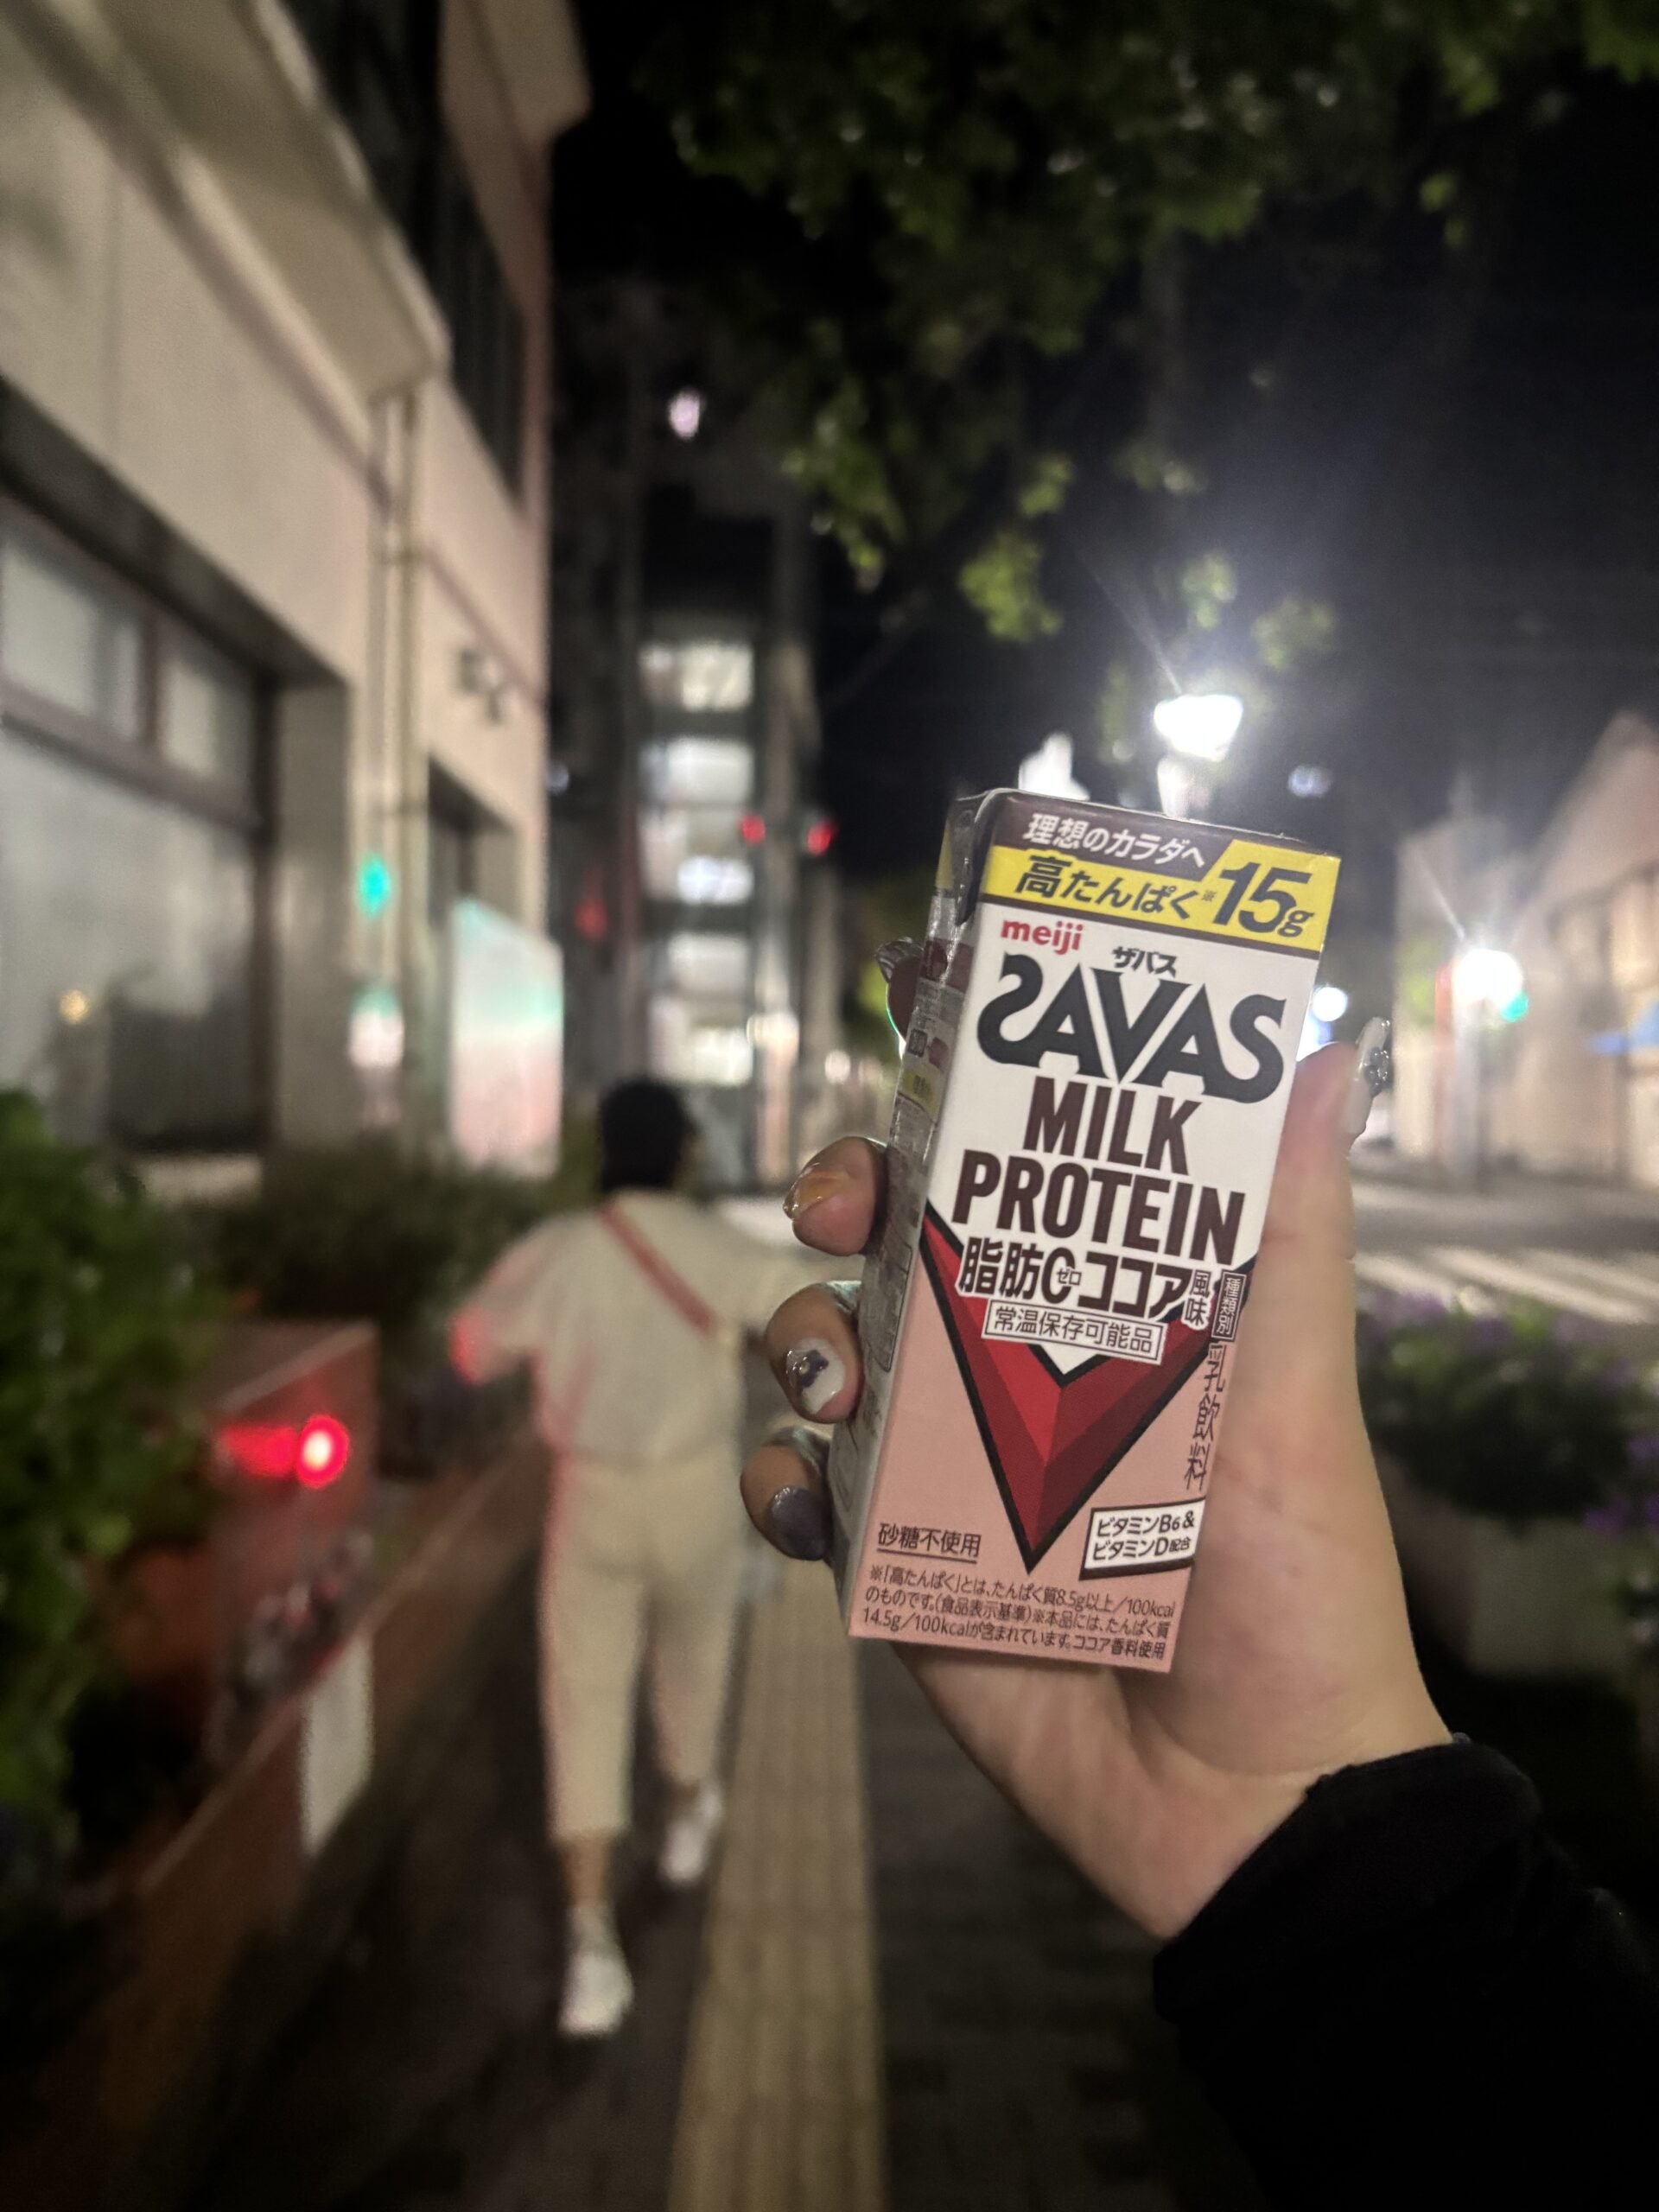 理想のカラダへ
高たんぱく※15g
meiji
ザバス
SAVAS
MILK
PROTEIN
脂肪0ゼロココア風味
常温保存可能品
種類別
乳飲料
砂糖不使用
ビタミンB6&
ビタミンD配合
※「高たんぱく」とは、たんぱく質8.5g以上/100kcal
のものです。(食品表示基準)※本品には、たんぱく質
14.5g/100kcalが含まれています。ココア香料使用